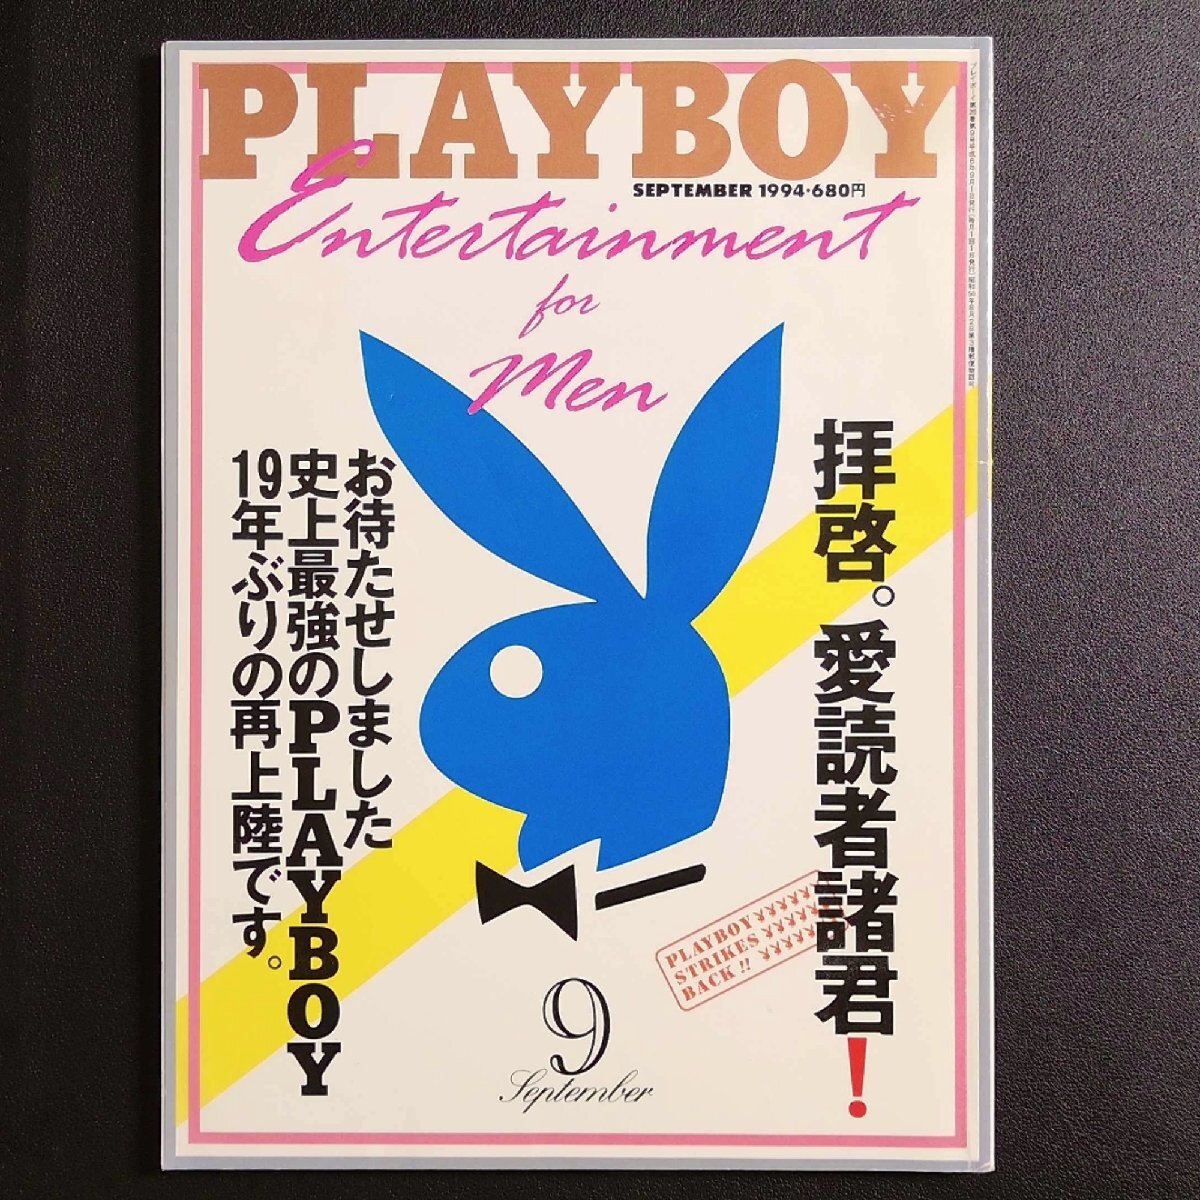 PLAYBOY
SEPTEMBER 1994・680円
Entertainment
for
Men
拝啓。愛読者諸君!
お待たせしました
史上最強のPLAYBOY
19年ぶりの再上陸です。
PLAYBOY
STRIKES
BACK!!
9
September